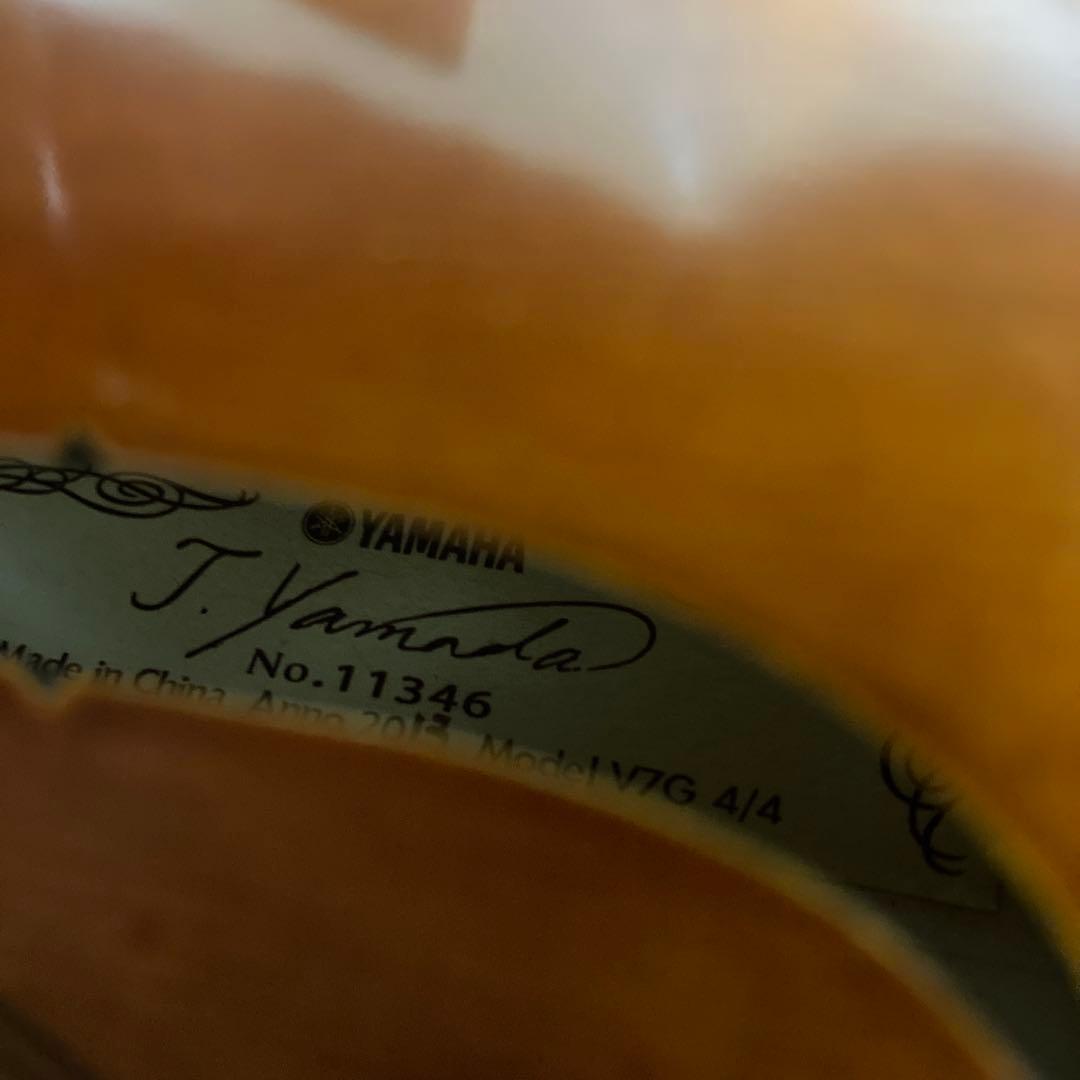 YAMAHA
J. Yamada
No.11346
Made in China Anno 2013 Model V7G 4/4